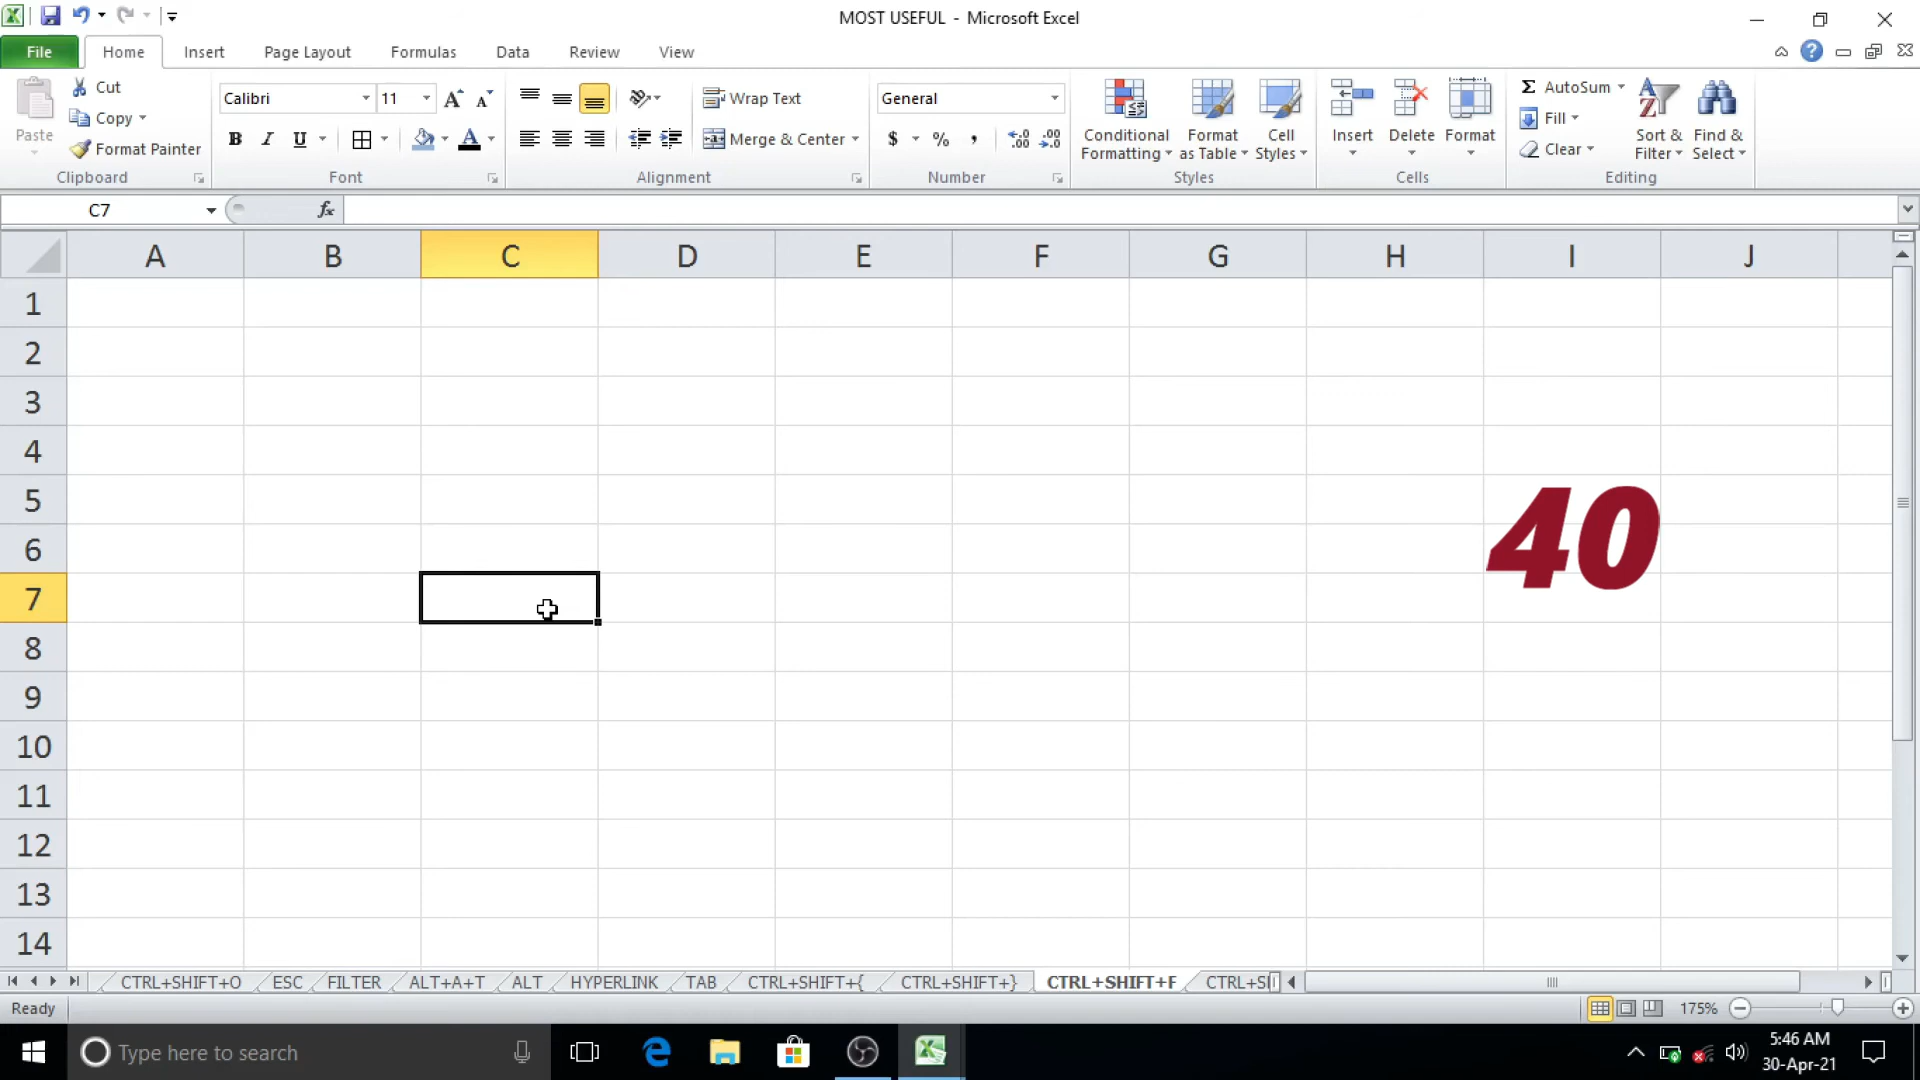 MOST USEFUL - Microsoft Excel
File Home Insert Page Layout Formulas Data Review View
Paste
Cut
Copy
Format Painter
Clipboard
Calibri 11
B I U
Font
Alignment
Wrap Text
Merge & Center
General
$ % ,
Number
Conditional Formatting
Format as Table
Cell Styles
Styles
Insert Delete Format
Cells
Σ AutoSum
Fill
Clear
Sort & Filter
Find & Select
Editing
C7 fx
A B C D E F G H I J
1
2
3
4
5
40
6
7
8
9
10
11
12
13
14
CTRL+SHIFT+O ESC FILTER ALT+A+T ALT HYPERLINK TAB CTRL+SHIFT+{ CTRL+SHIFT+} CTRL+SHIFT+F CTRL+SI
Ready 175%
Type here to search
5:46 AM
30-Apr-21